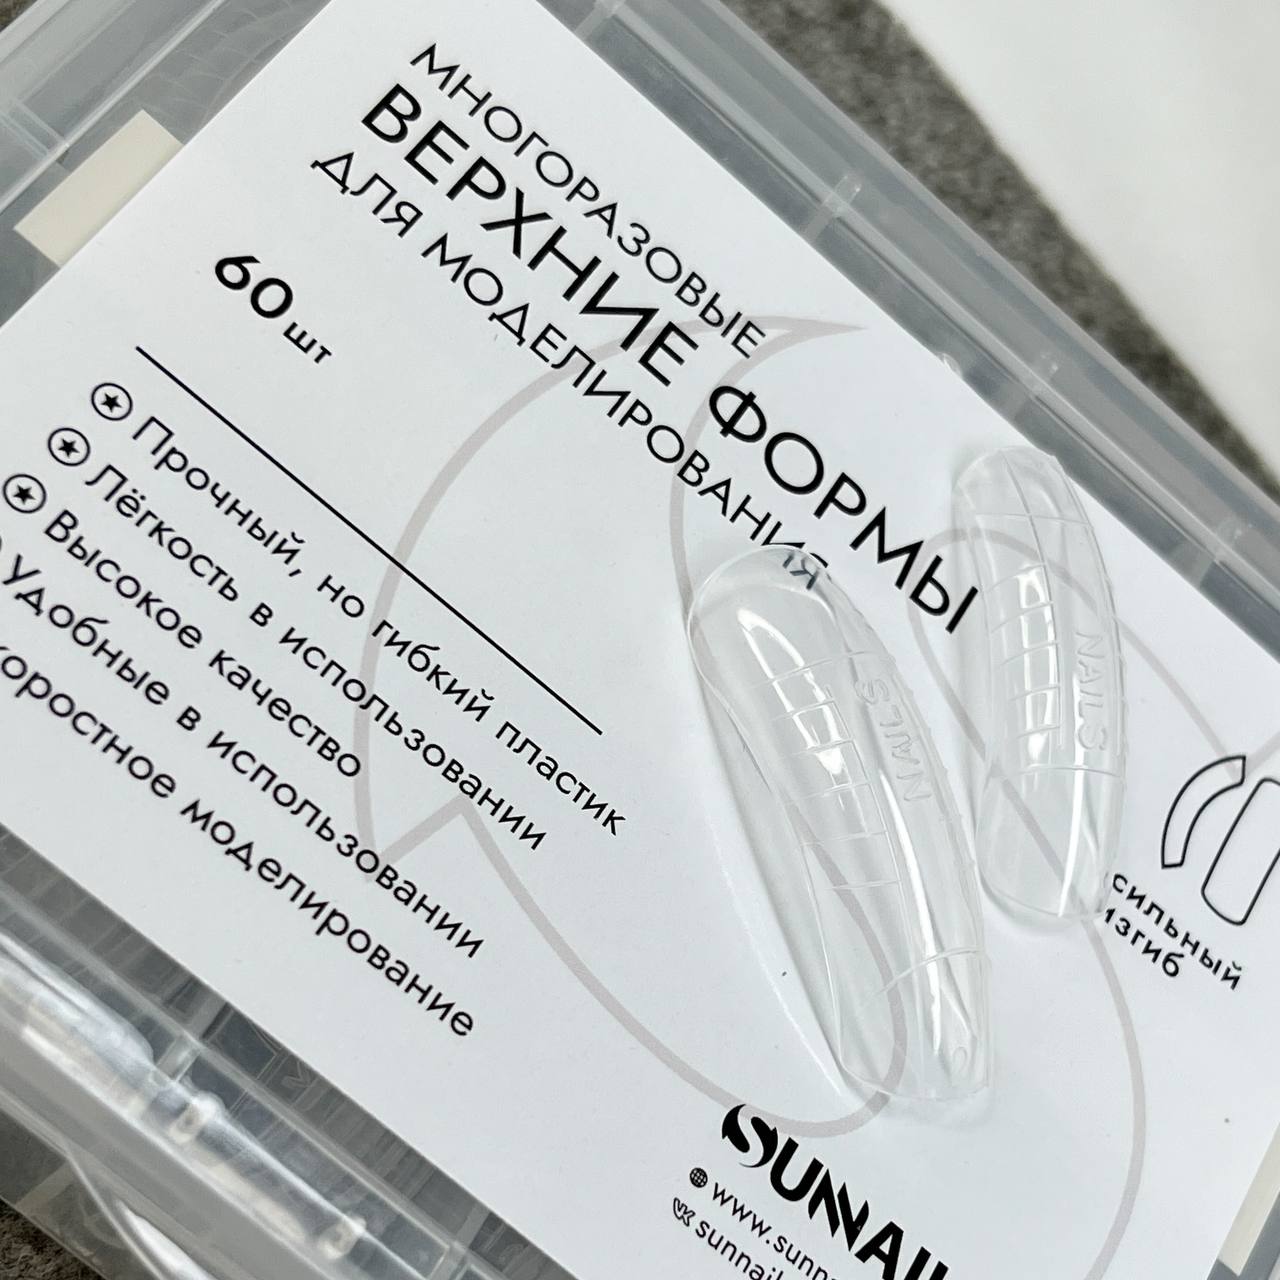 МНОГОРАЗОВЫЕ
ВЕРХНИЕ ФОРМЫ
ДЛЯ МОДЕЛИРОВАНИЯ
60 шт
Прочный, но гибкий пластик
Лёгкость в использовании
Высокое качество
Удобные в использовании
коростное моделирование
NAILS
NAILS
сильный
изгиб
SUNNAIL
www.sunn
sunnail